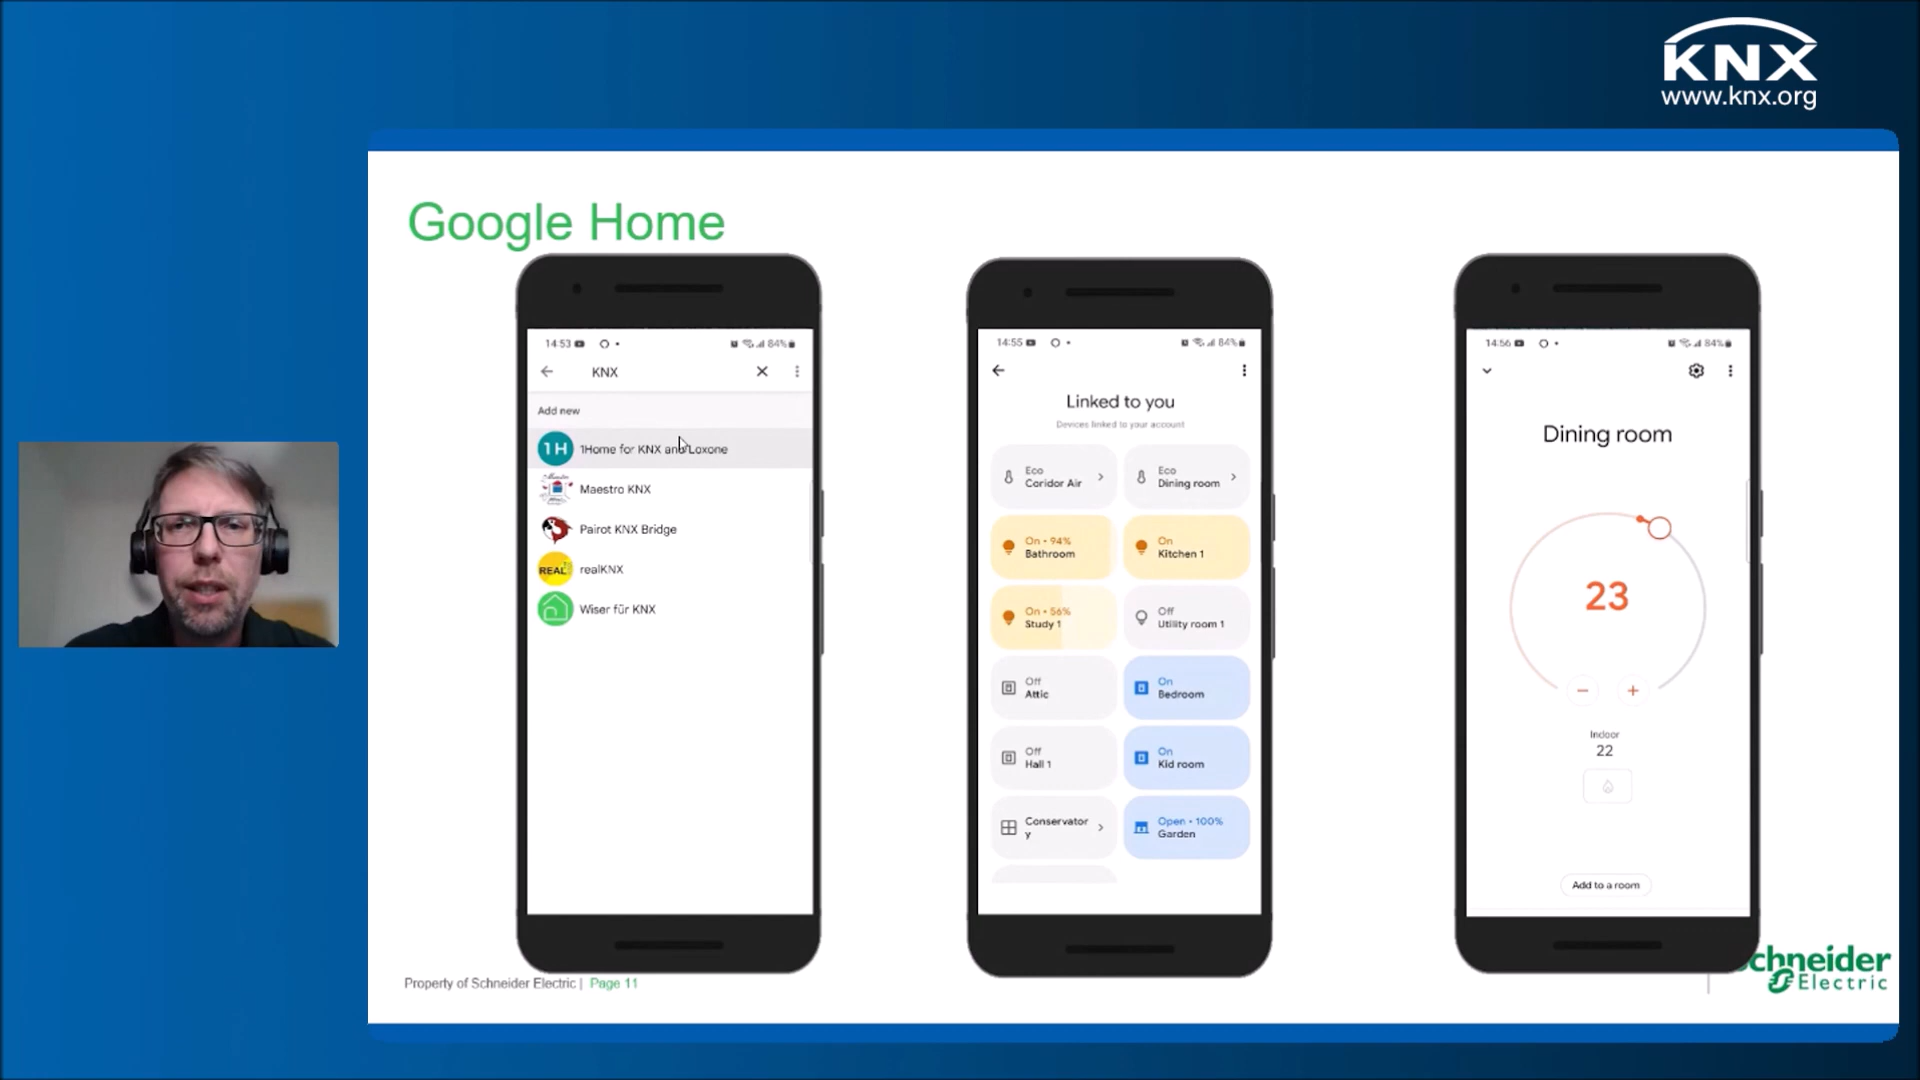 KNX
www.knx.org
Google Home
14:53
84%
KNX
Add new
1H
1Home for KNX and Loxone
Maestro KNX
Pairot KNX Bridge
REAL
realKNX
Wiser für KNX
14:55
84%
Linked to you
Devices linked to your account
Eco
Coridor Air
Eco
Dining room
On • 94%
Bathroom
On
Kitchen 1
On • 56%
Study 1
Off
Utility room 1
Off
Attic
On
Bedroom
Off
Hall 1
On
Kid room
Conservator
y
Open • 100%
Garden
14:56
84%
Dining room
23
Indoor
22
Add to a room
Property of Schneider Electric | Page 11
chneider
Electric